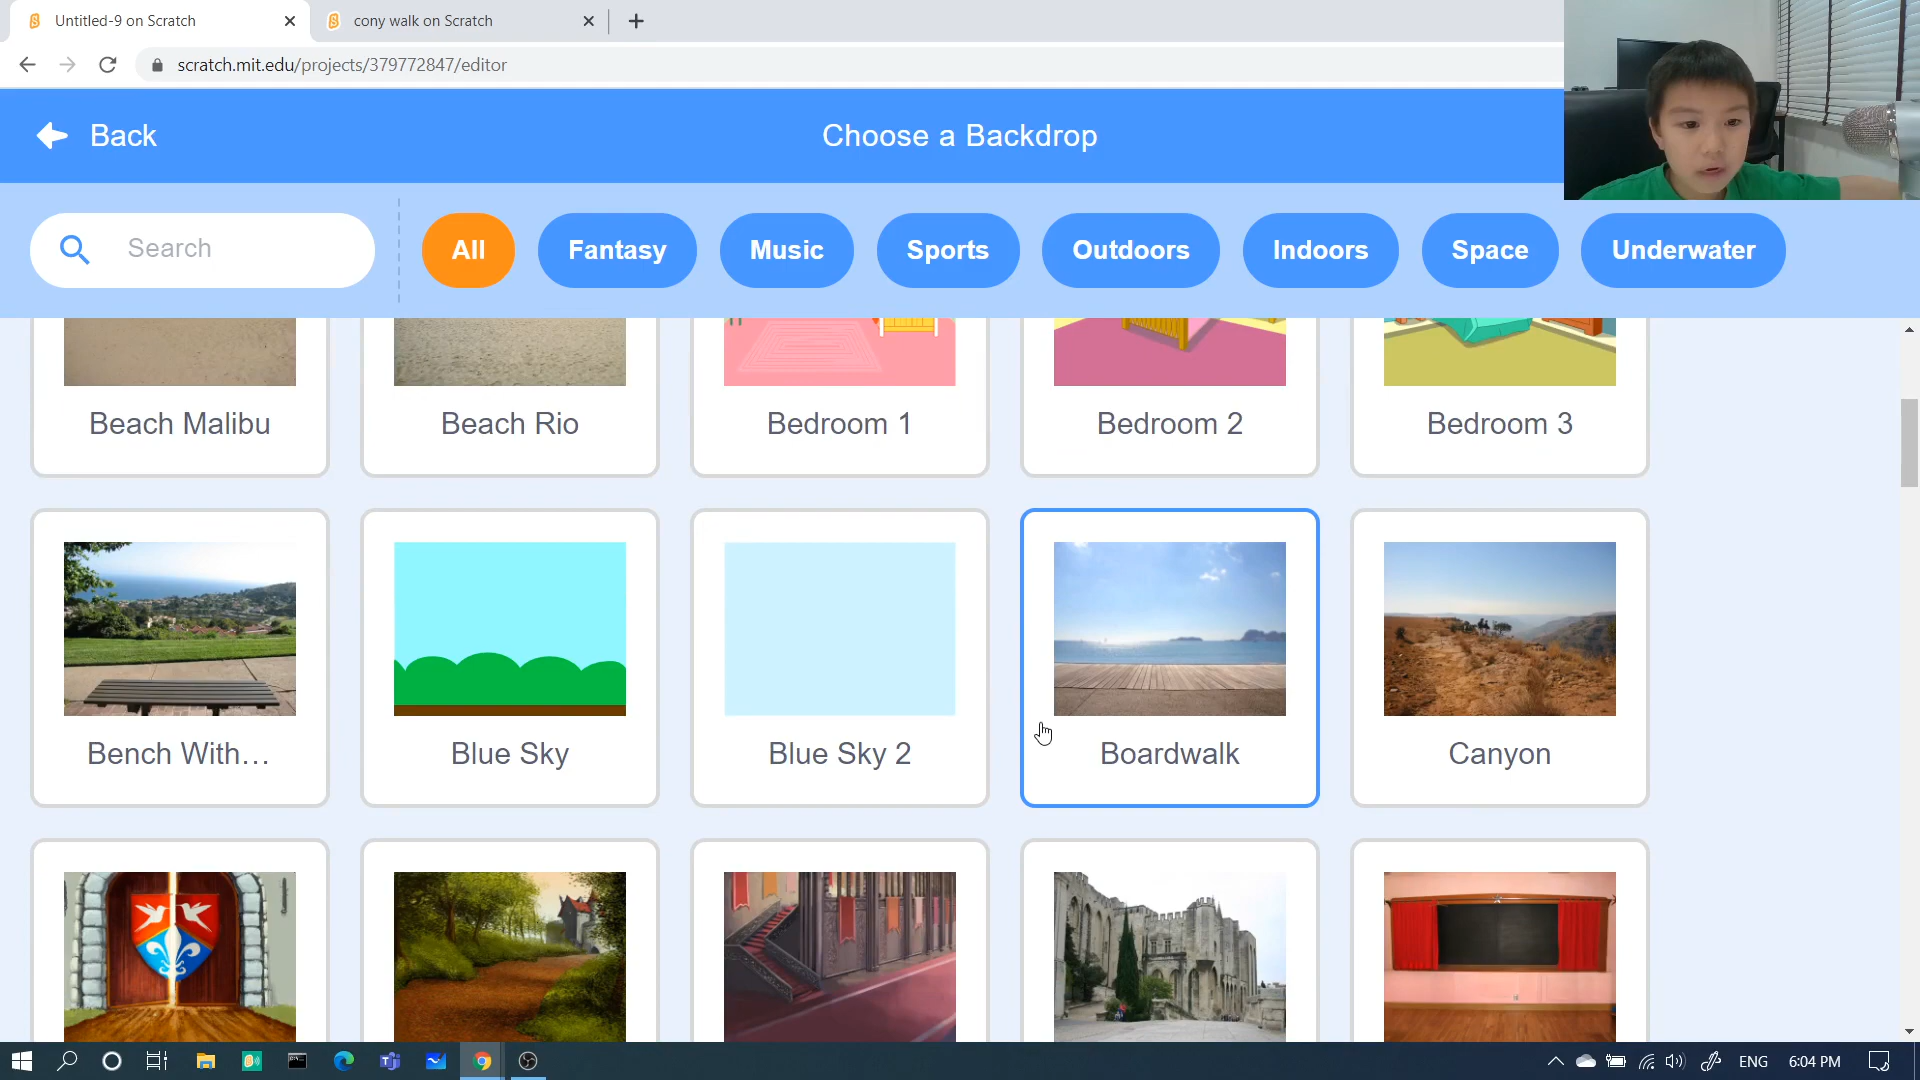 Untitled-9 on Scratch
cony walk on Scratch
scratch.mit.edu/projects/379772847/editor
Back
Choose a Backdrop
Search
All
Fantasy
Music
Sports
Outdoors
Indoors
Space
Underwater
Beach Malibu
Beach Rio
Bedroom 1
Bedroom 2
Bedroom 3
Bench With...
Blue Sky
Blue Sky 2
Boardwalk
Canyon
ENG
6:04 PM